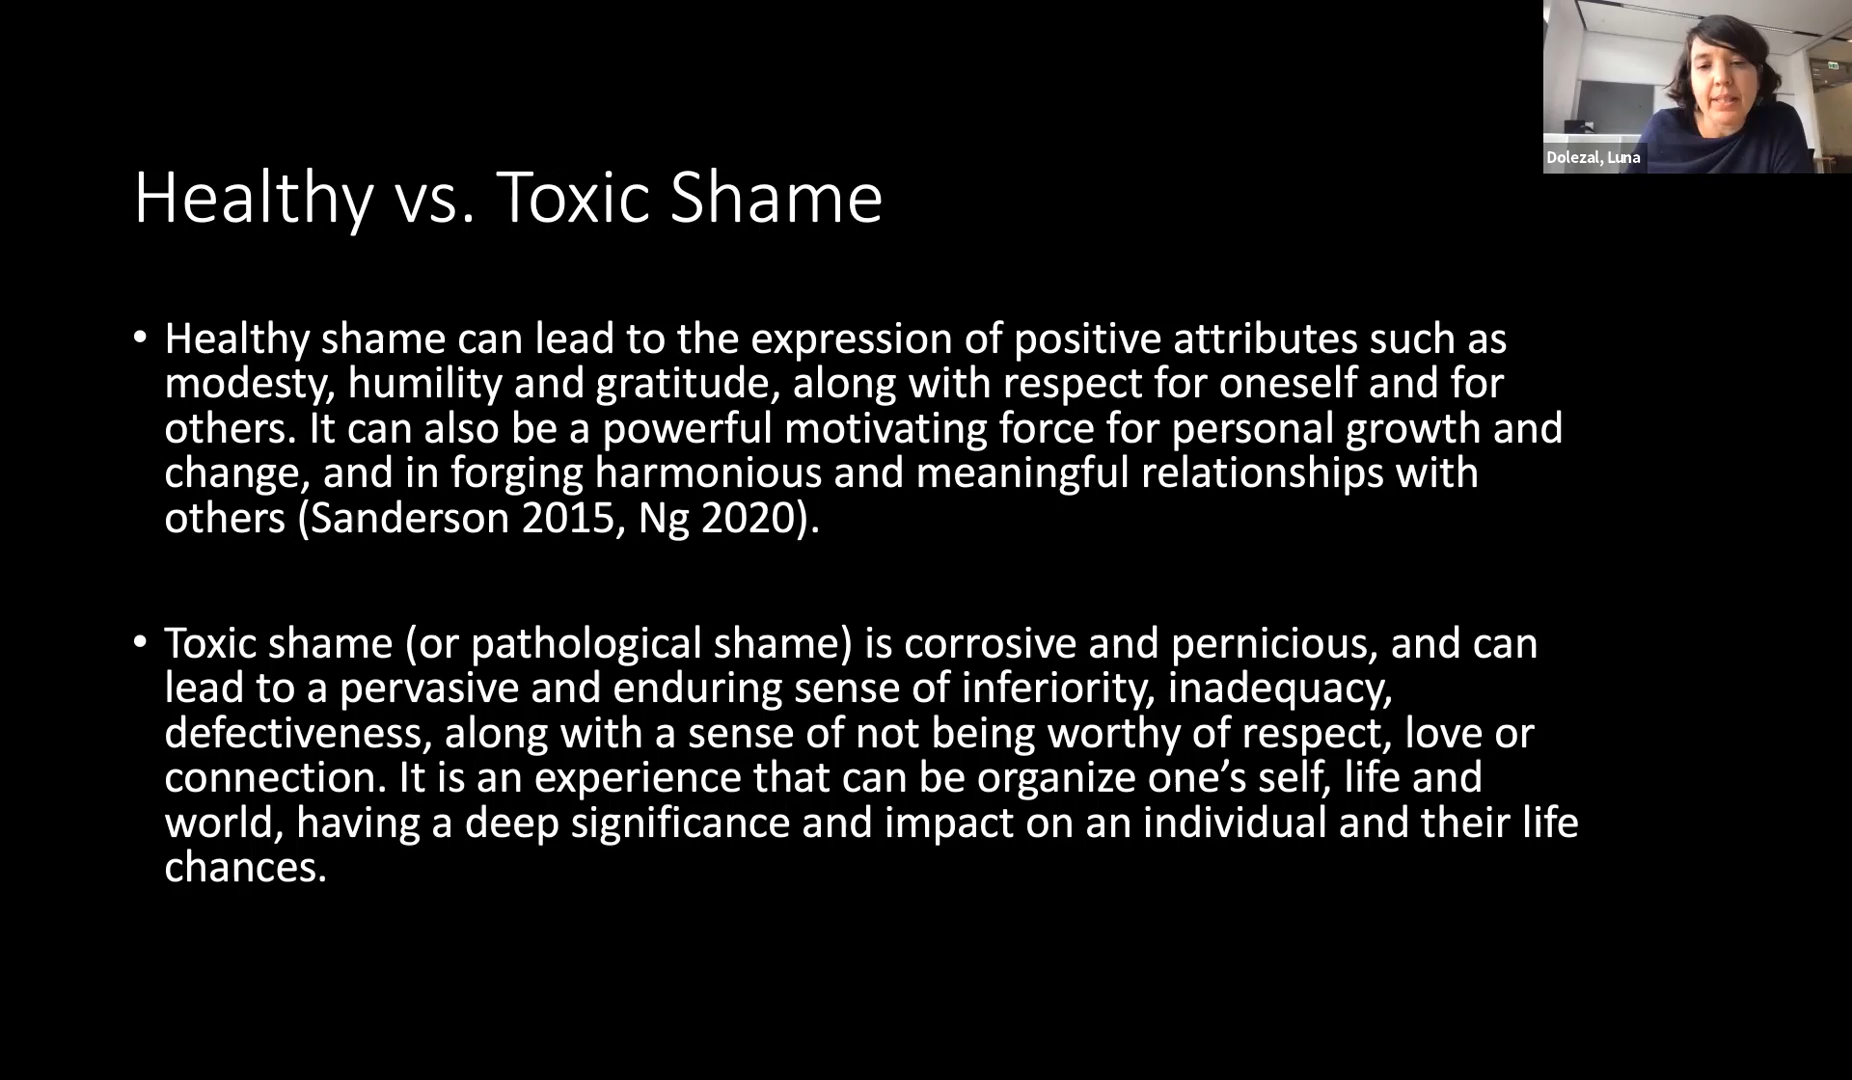 Dolezal, Luna
Healthy vs. Toxic Shame
• Healthy shame can lead to the expression of positive attributes such as
modesty, humility and gratitude, along with respect for oneself and for
others. It can also be a powerful motivating force for personal growth and
change, and in forging harmonious and meaningful relationships with
others (Sanderson 2015, Ng 2020).
• Toxic shame (or pathological shame) is corrosive and pernicious, and can
lead to a pervasive and enduring sense of inferiority, inadequacy,
defectiveness, along with a sense of not being worthy of respect, love or
connection. It is an experience that can be organize one’s self, life and
world, having a deep significance and impact on an individual and their life
chances.